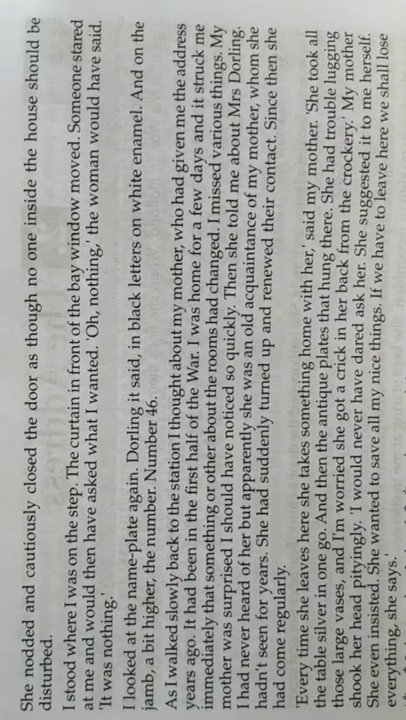 She nodded and cautiously closed the door as though no one inside the house should be
disturbed.
I stood where I was on the step. The curtain in front of the bay window moved. Someone stared
at me and would then have asked what I wanted. 'Oh, nothing,' the woman would have said.
'It was nothing.'
I looked at the name-plate again. Dorling it said, in black letters on white enamel. And on the
jamb, a bit higher, the number. Number 46.
As I walked slowly back to the station I thought about my mother, who had given me the address
years ago. It had been in the first half of the War. I was home for a few days and it struck me
immediately that something or other about the rooms had changed. I missed various things. My
mother was surprised I should have noticed so quickly. Then she told me about Mrs Dorling.
I had never heard of her but apparently she was an old acquaintance of my mother, whom she
hadn't seen for years. She had suddenly turned up and renewed their contact. Since then she
had come regularly.
'Every time she leaves here she takes something home with her,' said my mother. 'She took all
the table silver in one go. And then the antique plates that hung there. She had trouble lugging
those large vases, and I'm worried she got a crick in her back from the crockery.' My mother
shook her head pityingly. 'I would never have dared ask her. She suggested it to me herself.
She even insisted. She wanted to save all my nice things. If we have to leave here we shall lose
everything, she says.'